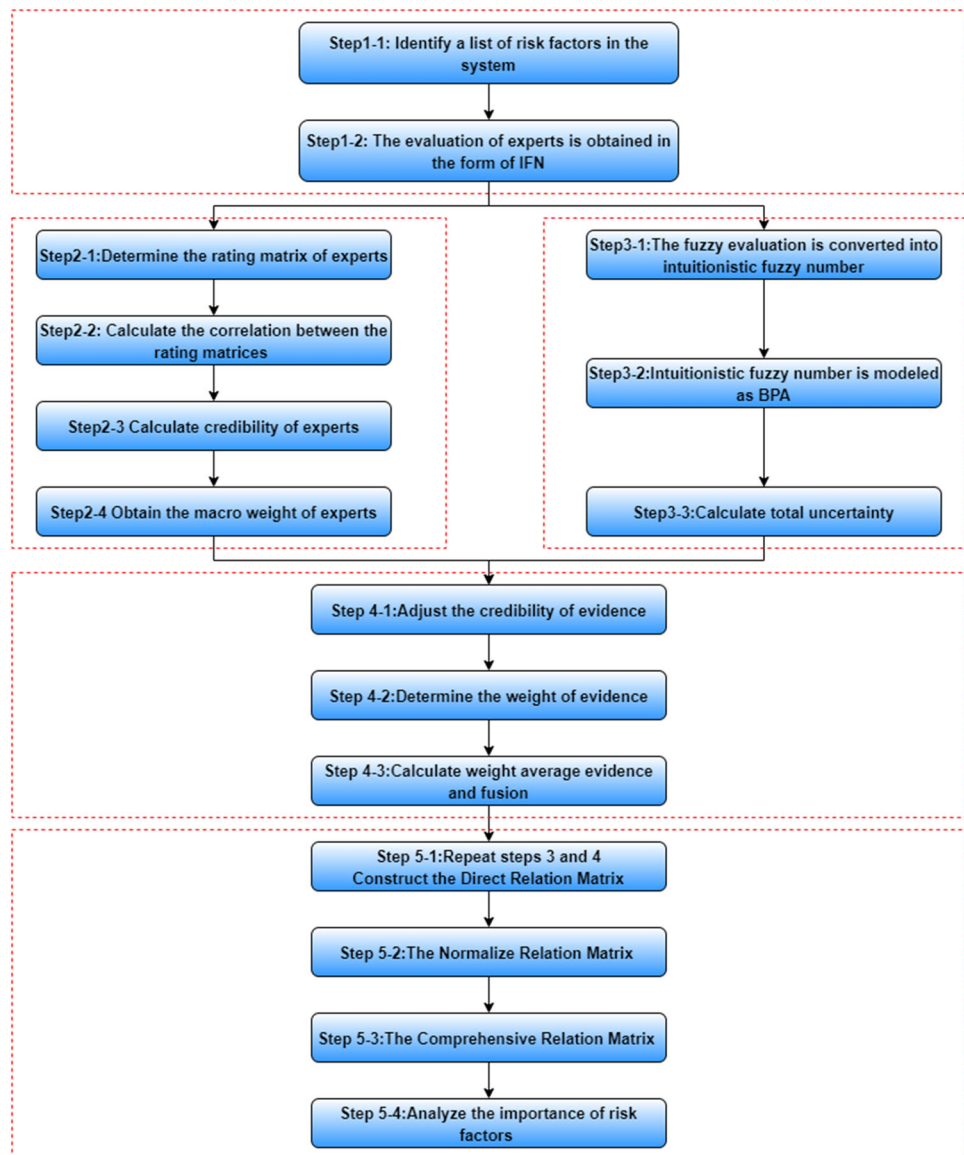 Step1-1: Identify a list of risk factors in the
system
Step1-2: The evaluation of experts is obtained in
the form of IFN
Step2-1:Determine the rating matrix of experts
Step2-2: Calculate the correlation between the
rating matrices
Step2-3 Calculate credibility of experts
Step2-4 Obtain the macro weight of experts
Step3-1:The fuzzy evaluation is converted into
intuitionistic fuzzy number
Step3-2:Intuitionistic fuzzy number is modeled
as BPA
Step3-3:Calculate total uncertainty
Step 4-1:Adjust the credibility of evidence
Step 4-2:Determine the weight of evidence
Step 4-3:Calculate weight average evidence
and fusion
Step 5-1:Repeat steps 3 and 4
Construct the Direct Relation Matrix
Step 5-2:The Normalize Relation Matrix
Step 5-3:The Comprehensive Relation Matrix
Step 5-4:Analyze the importance of risk
factors